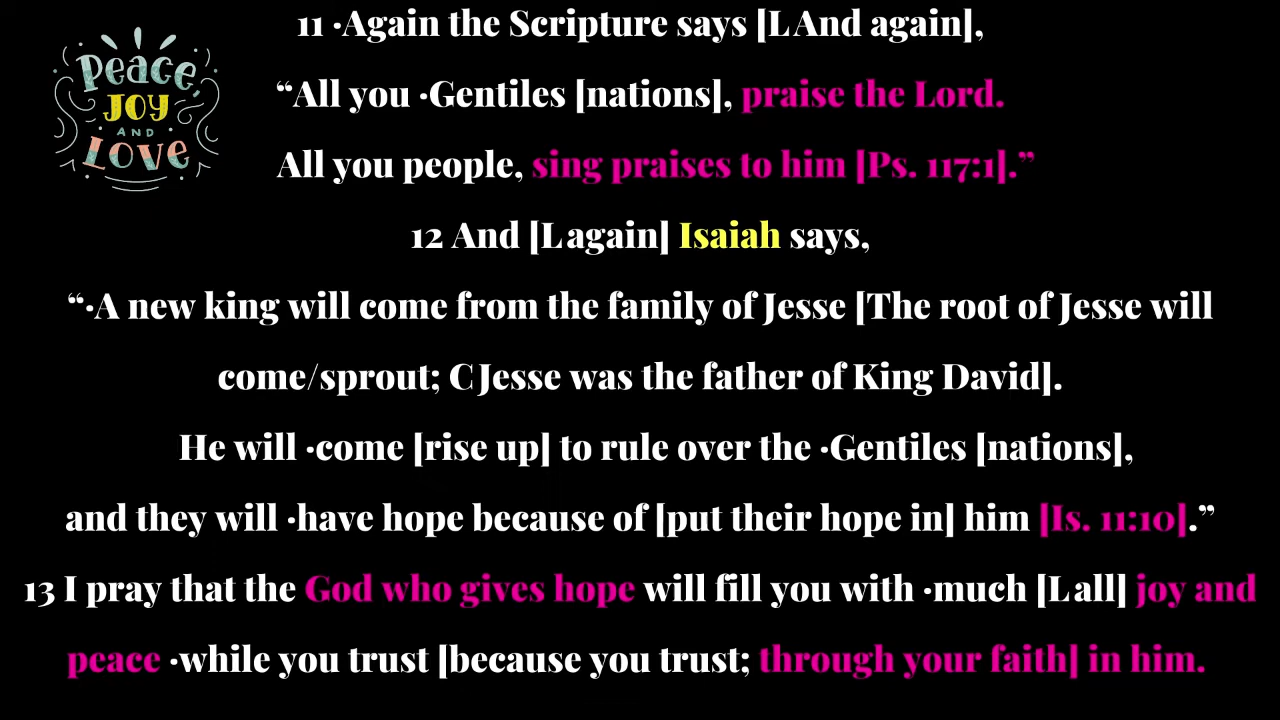 Peace,
JOY
AND
LOVE
11 ·Again the Scripture says [L And again],
“All you ·Gentiles [nations], praise the Lord.
All you people, sing praises to him [Ps. 117:1].”
12 And [L again] Isaiah says,
“·A new king will come from the family of Jesse [The root of Jesse will
come/sprout; C Jesse was the father of King David].
He will ·come [rise up] to rule over the ·Gentiles [nations],
and they will ·have hope because of [put their hope in] him [Is. 11:10].”
13 I pray that the God who gives hope will fill you with ·much [L all] joy and
peace ·while you trust [because you trust; through your faith] in him.